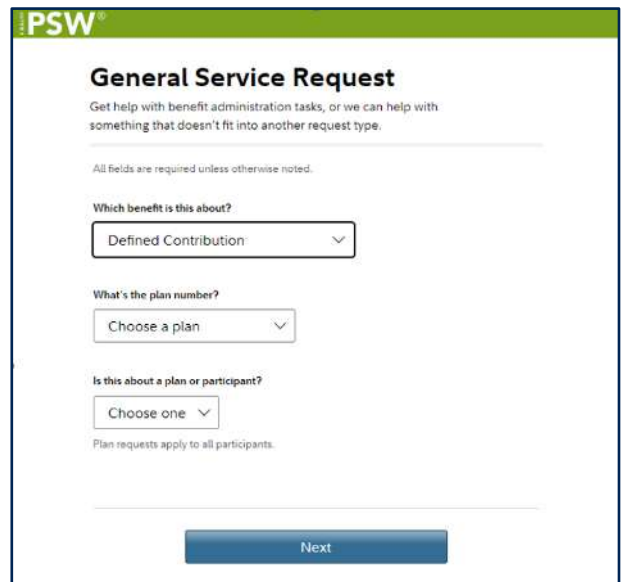 PSW®
General Service Request
Get help with benefit administration tasks, or we can help with
something that doesn't fit into another request type.
All fields are required unless otherwise noted.
Which benefit is this about?
Defined Contribution
What's the plan number?
Choose a plan
Is this about a plan or participant?
Choose one
Plan requests apply to all participants.
Next